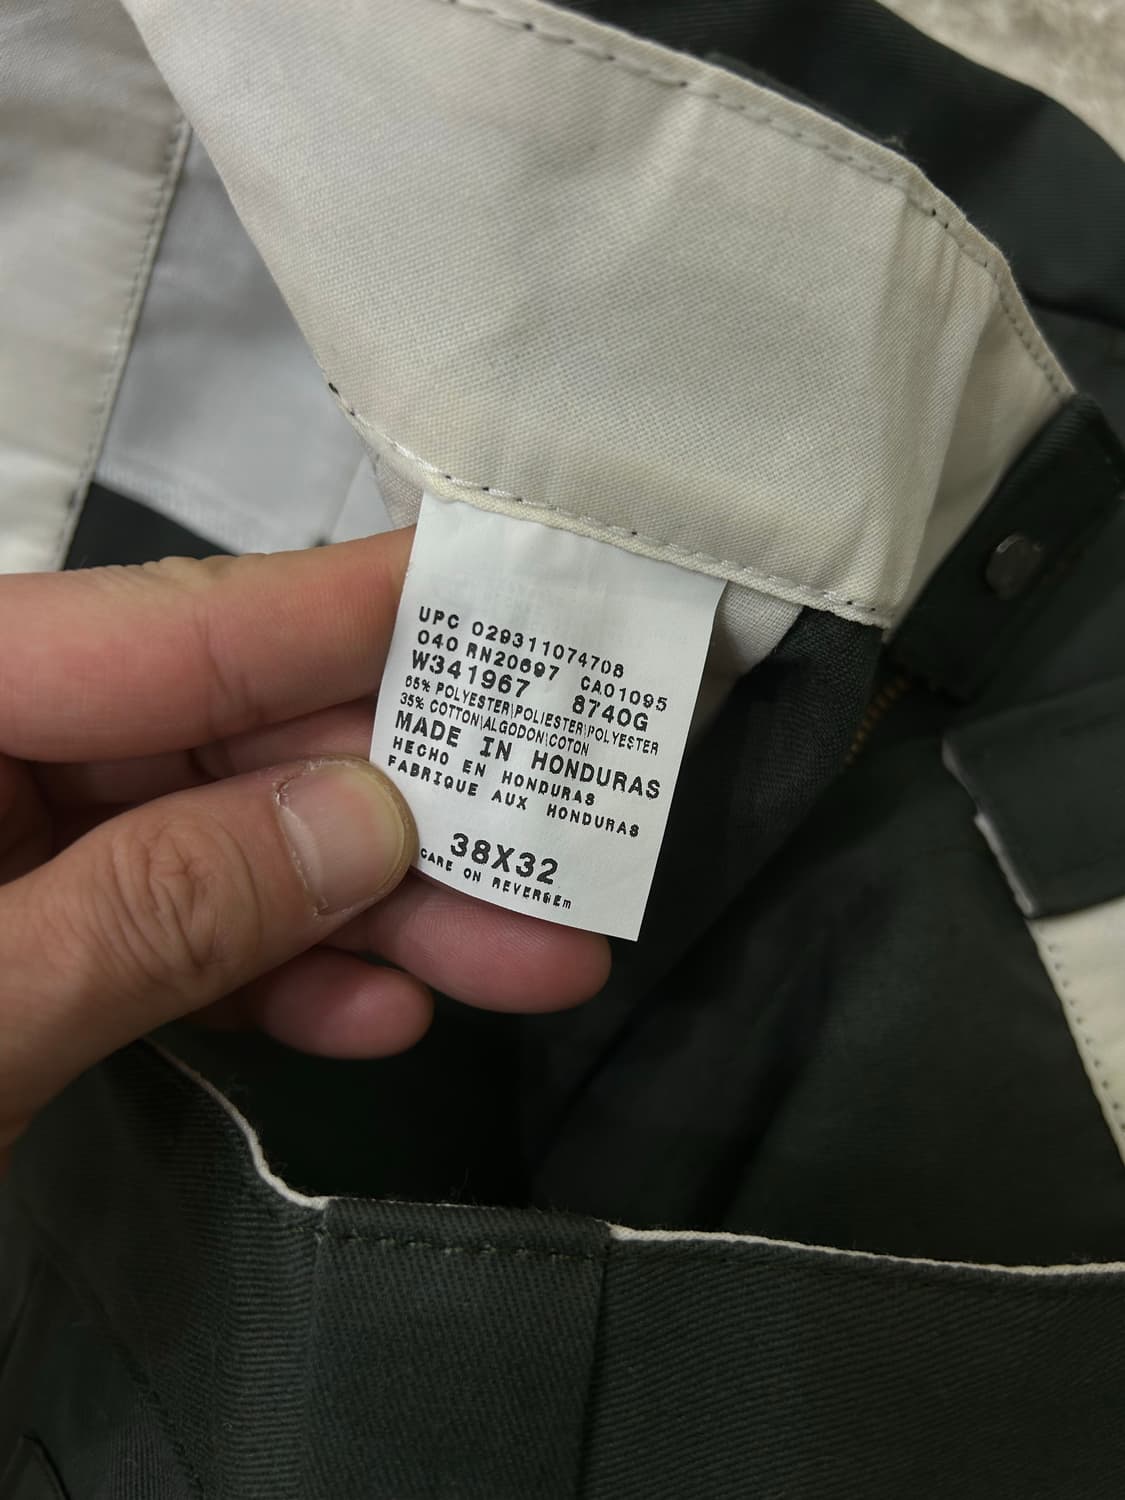 UPC 029311074708
040 RN20697 CA01095
W341967 8740G
65% POLYESTER\POLIESTER\POLYESTER
35% COTTON\ALGODON\COTON
MADE IN HONDURAS
HECHO EN HONDURAS
FABRIQUE AUX HONDURAS
38X32
CARE ON REVERSEm